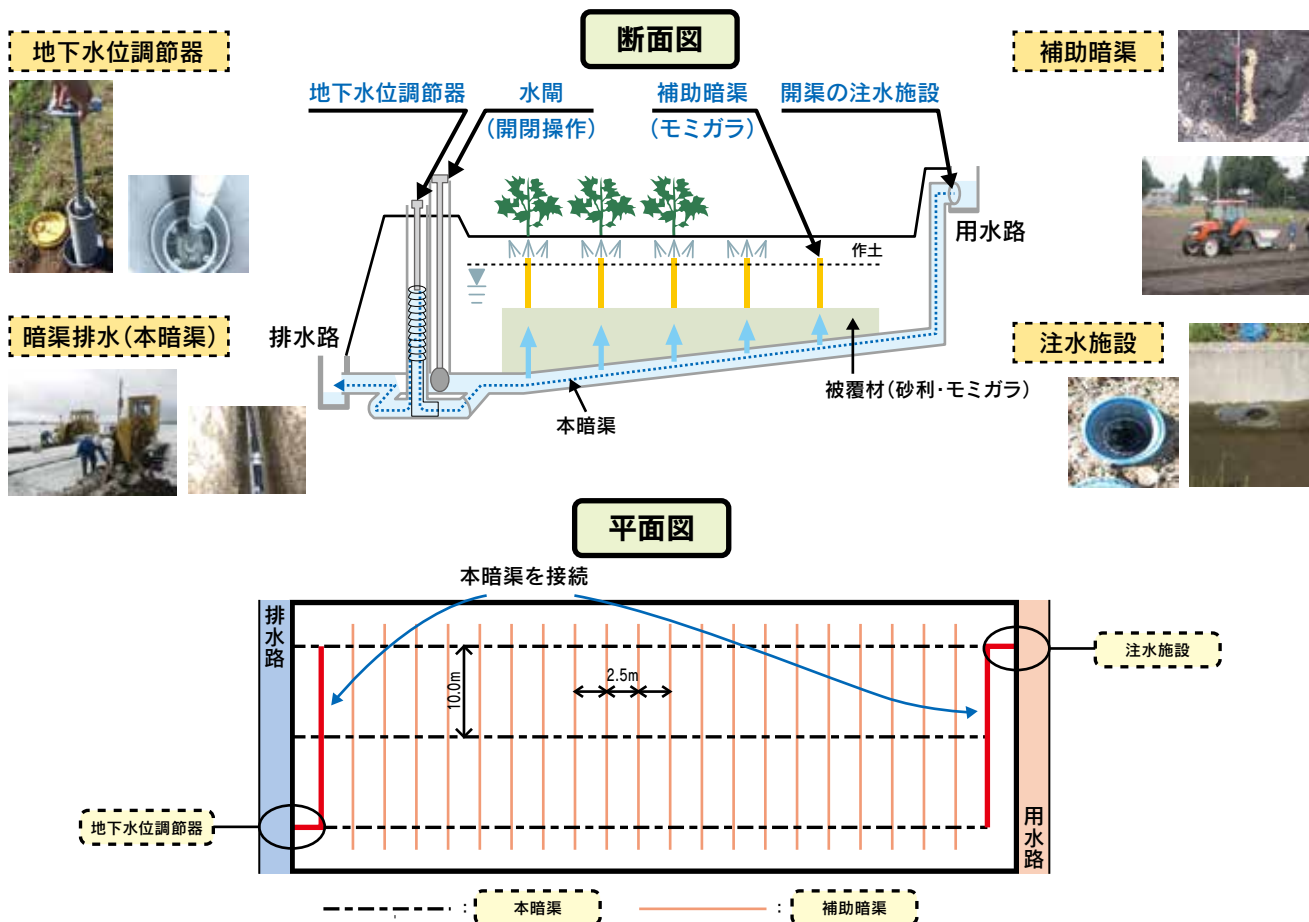 断面図
地下水位調節器
補助暗渠
地下水位調節器
水閘
(開閉操作)
補助暗渠
(モミガラ)
開渠の注水施設
用水路
作土
排水路
暗渠排水(本暗渠)
注水施設
被覆材(砂利・モミガラ)
本暗渠
平面図
本暗渠を接続
排水路
10.0m
2.5m
注水施設
地下水位調節器
用水路
: 本暗渠
: 補助暗渠